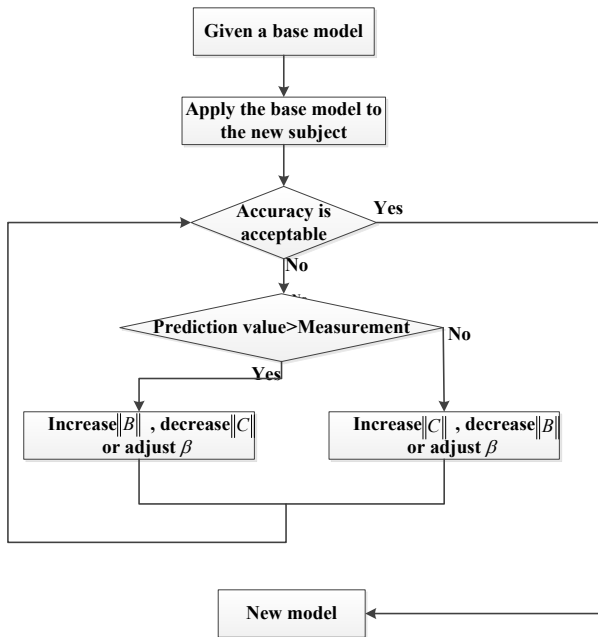 Given a base model
Apply the base model to
the new subject
Accuracy is
acceptable
Yes
No
No
Prediction value>Measurement
No
Yes
Increase‖B‖ , decrease‖C‖
or adjust β
Increase‖C‖ , decrease‖B‖
or adjust β
New model